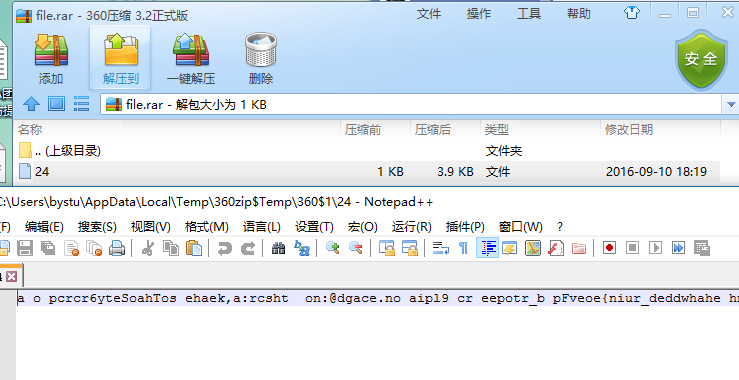 file.rar - 360压缩 3.2正式版
文件 操作 工具 帮助
添加 解压到 一键解压 删除
安全
file.rar - 解包大小为 1 KB
名称 压缩前 压缩后 类型 修改日期
.. (上级目录) 文件夹
24 1 KB 3.9 KB 文件 2016-09-10 18:19
C:\Users\bystu\AppData\Local\Temp\360zip$Temp\360$1\24 - Notepad++
(F) 编辑(E) 搜索(S) 视图(V) 格式(M) 语言(L) 设置(T) 宏(O) 运行(R) 插件(P) 窗口(W) ?
a o pcrcr6yteSoahTos ehaek,a:rcsht  on:@dgace.no aipl9 cr eepotr_b pFveoe{niur_deddwhahe